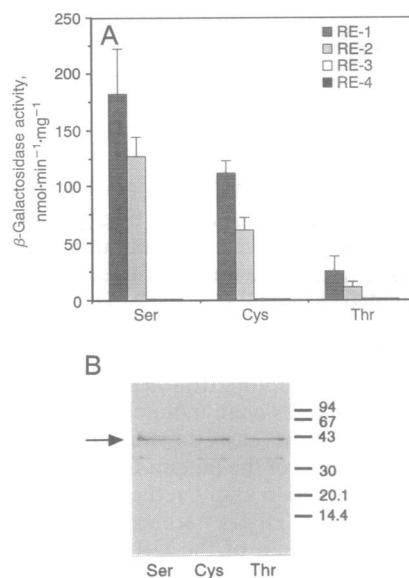 A
β-Galactosidase activity,
nmol·min⁻¹·mg⁻¹
250
200
150
100
50
0
RE-1
RE-2
RE-3
RE-4
Ser Cys Thr
B
94
67
43
30
20.1
14.4
Ser Cys Thr